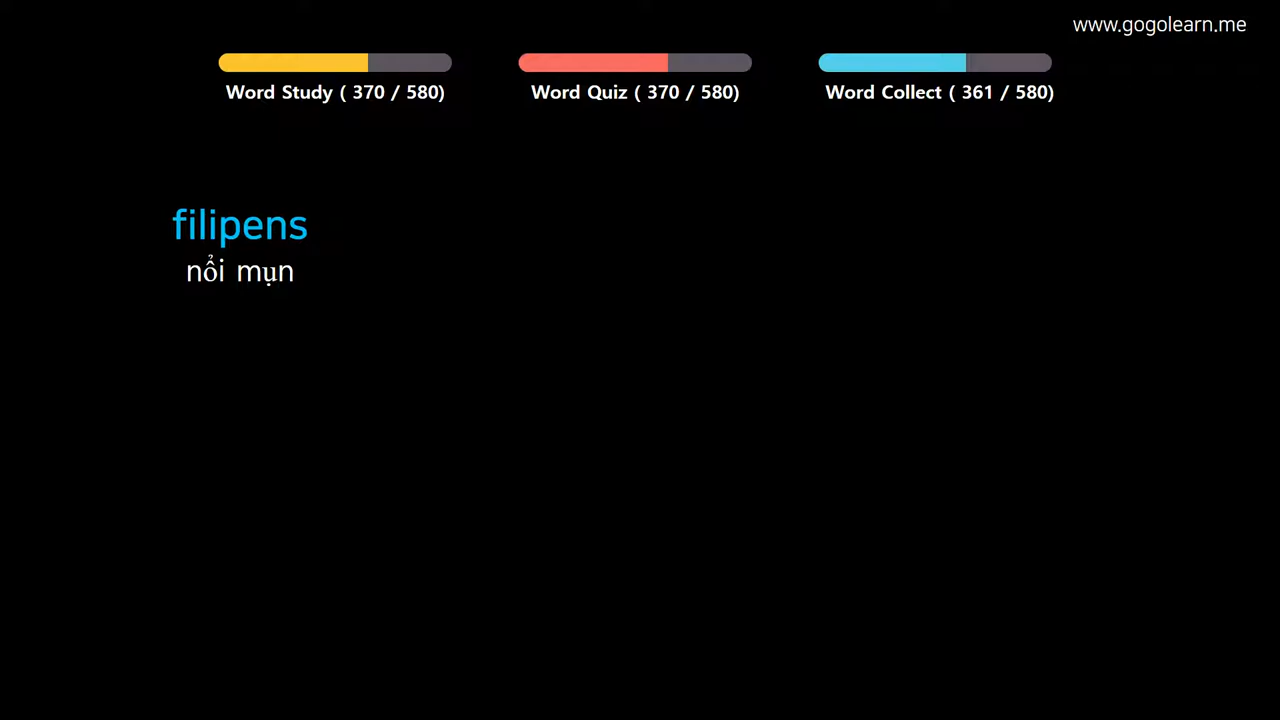 www.gogolearn.me
Word Study ( 370 / 580)
Word Quiz ( 370 / 580)
Word Collect ( 361 / 580)
filipens
nổi mụn